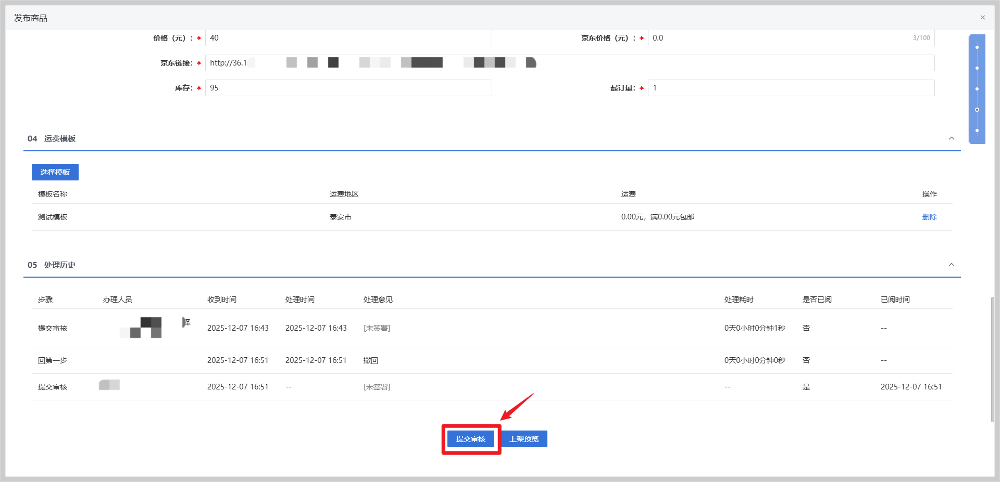 发布商品
价格（元）：* 40 京东价格（元）：* 0.0 3/100
京东链接：* http://36.1
库存：* 95 起订量：* 1
04 运费模板
选择模板
模板名称 运费地区 运费 操作
测试模板 泰安市 0.00元，满0.00元包邮 删除
05 处理历史
步骤 办理人员 收到时间 处理时间 处理意见 处理耗时 是否已阅 已阅时间
提交审核 2025-12-07 16:43 2025-12-07 16:43 [未签署] 0天0小时0分钟1秒 否 --
回第一步 2025-12-07 16:51 2025-12-07 16:51 撤回 0天0小时0分钟0秒 否 --
提交审核 2025-12-07 16:51 -- [未签署] -- 是 2025-12-07 16:51
提交审核 上架预览